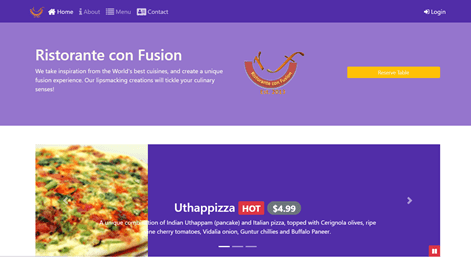 Home About Menu Contact Login
Ristorante con Fusion
We take inspiration from the World's best cuisines, and create a unique
fusion experience. Our lipsmacking creations will tickle your culinary
senses!
Ristorante con Fusion
Reserve Table
Uthappizza HOT $4.99
A unique combination of Indian Uthappam (pancake) and Italian pizza, topped with Cerignola olives, ripe
vine cherry tomatoes, Vidalia onion, Guntur chillies and Buffalo Paneer.